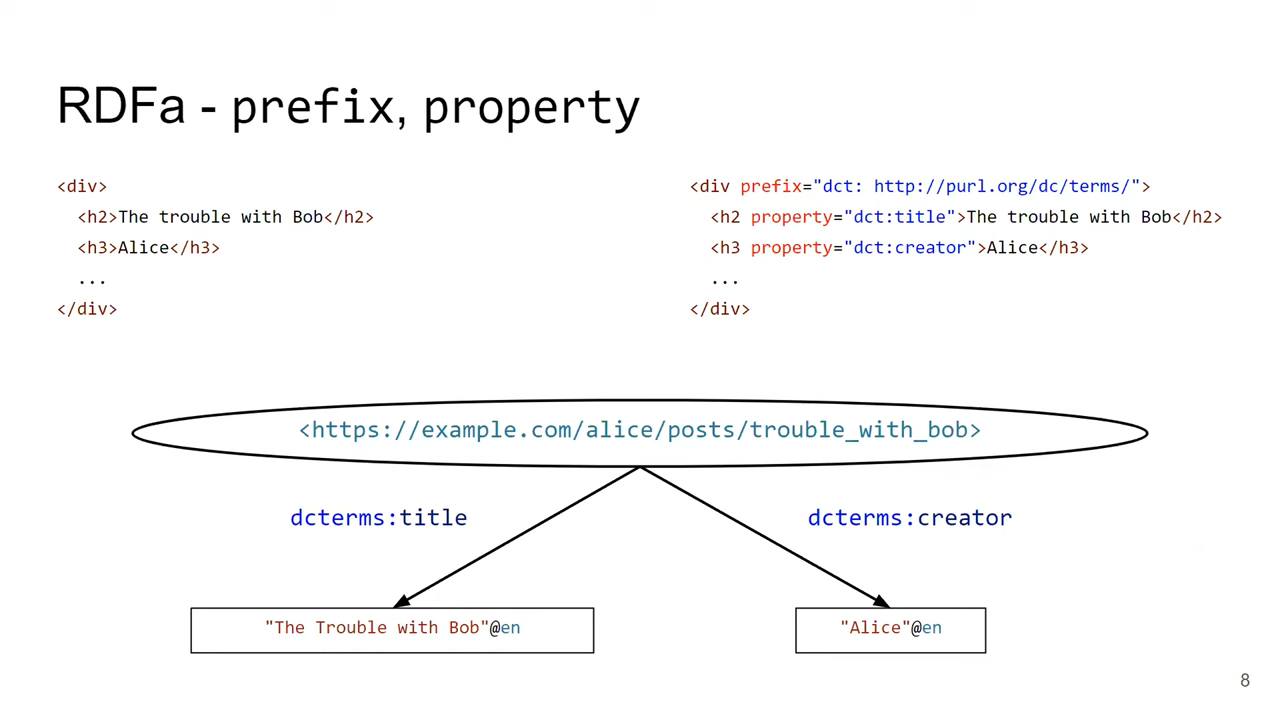 RDFa - prefix, property
<div>
<h2>The trouble with Bob</h2>
<h3>Alice</h3>
...
</div>
<div prefix="dct: http://purl.org/dc/terms/">
<h2 property="dct:title">The trouble with Bob</h2>
<h3 property="dct:creator">Alice</h3>
...
</div>
<https://example.com/alice/posts/trouble_with_bob>
dcterms:title
dcterms:creator
"The Trouble with Bob"@en
"Alice"@en
8